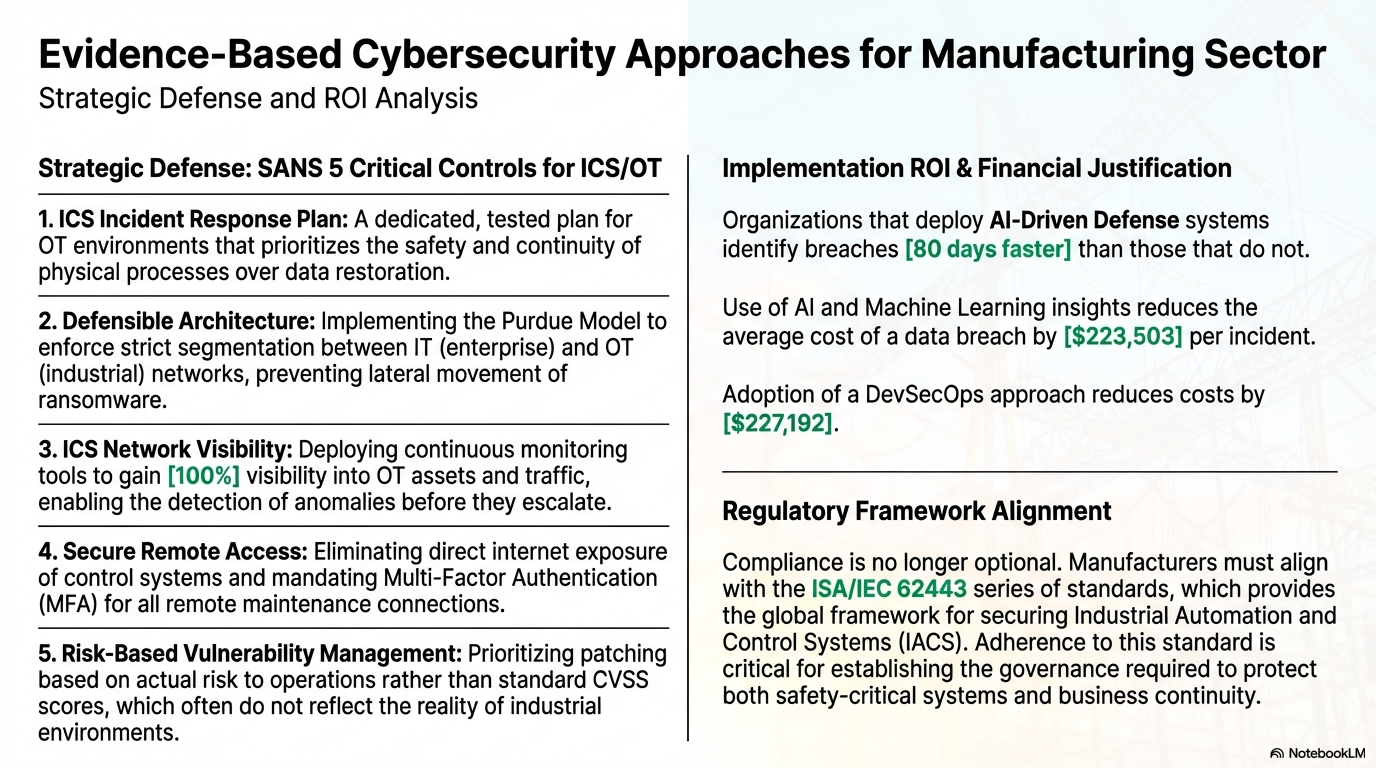 Evidence-Based Cybersecurity Approaches for Manufacturing Sector
Strategic Defense and ROI Analysis
Strategic Defense: SANS 5 Critical Controls for ICS/OT
1. ICS Incident Response Plan: A dedicated, tested plan for
OT environments that prioritizes the safety and continuity of
physical processes over data restoration.
2. Defensible Architecture: Implementing the Purdue Model to
enforce strict segmentation between IT (enterprise) and OT
(industrial) networks, preventing lateral movement of
ransomware.
3. ICS Network Visibility: Deploying continuous monitoring
tools to gain [100%] visibility into OT assets and traffic,
enabling the detection of anomalies before they escalate.
4. Secure Remote Access: Eliminating direct internet exposure
of control systems and mandating Multi-Factor Authentication
(MFA) for all remote maintenance connections.
5. Risk-Based Vulnerability Management: Prioritizing patching
based on actual risk to operations rather than standard CVSS
scores, which often do not reflect the reality of industrial
environments.
Implementation ROI & Financial Justification
Organizations that deploy AI-Driven Defense systems
identify breaches [80 days faster] than those that do not.
Use of AI and Machine Learning insights reduces the
average cost of a data breach by [$223,503] per incident.
Adoption of a DevSecOps approach reduces costs by
[$227,192].
Regulatory Framework Alignment
Compliance is no longer optional. Manufacturers must align
with the ISA/IEC 62443 series of standards, which provides
the global framework for securing Industrial Automation and
Control Systems (IACS). Adherence to this standard is
critical for establishing the governance required to protect
both safety-critical systems and business continuity.
NotebookLM